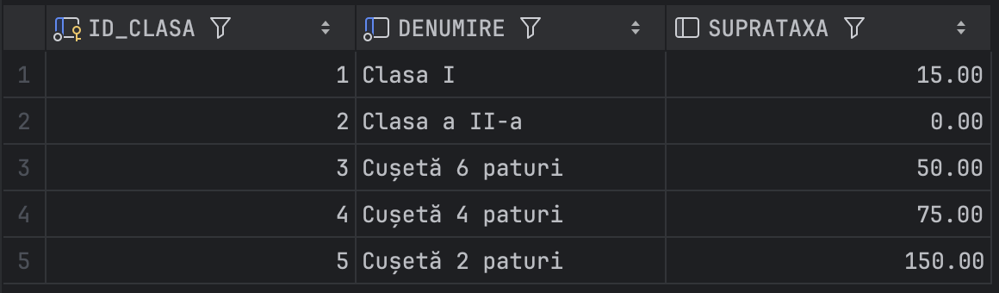 ID_CLASA DENUMIRE SUPRATAXA
1 1 Clasa I 15.00
2 2 Clasa a II-a 0.00
3 3 Cușetă 6 paturi 50.00
4 4 Cușetă 4 paturi 75.00
5 5 Cușetă 2 paturi 150.00